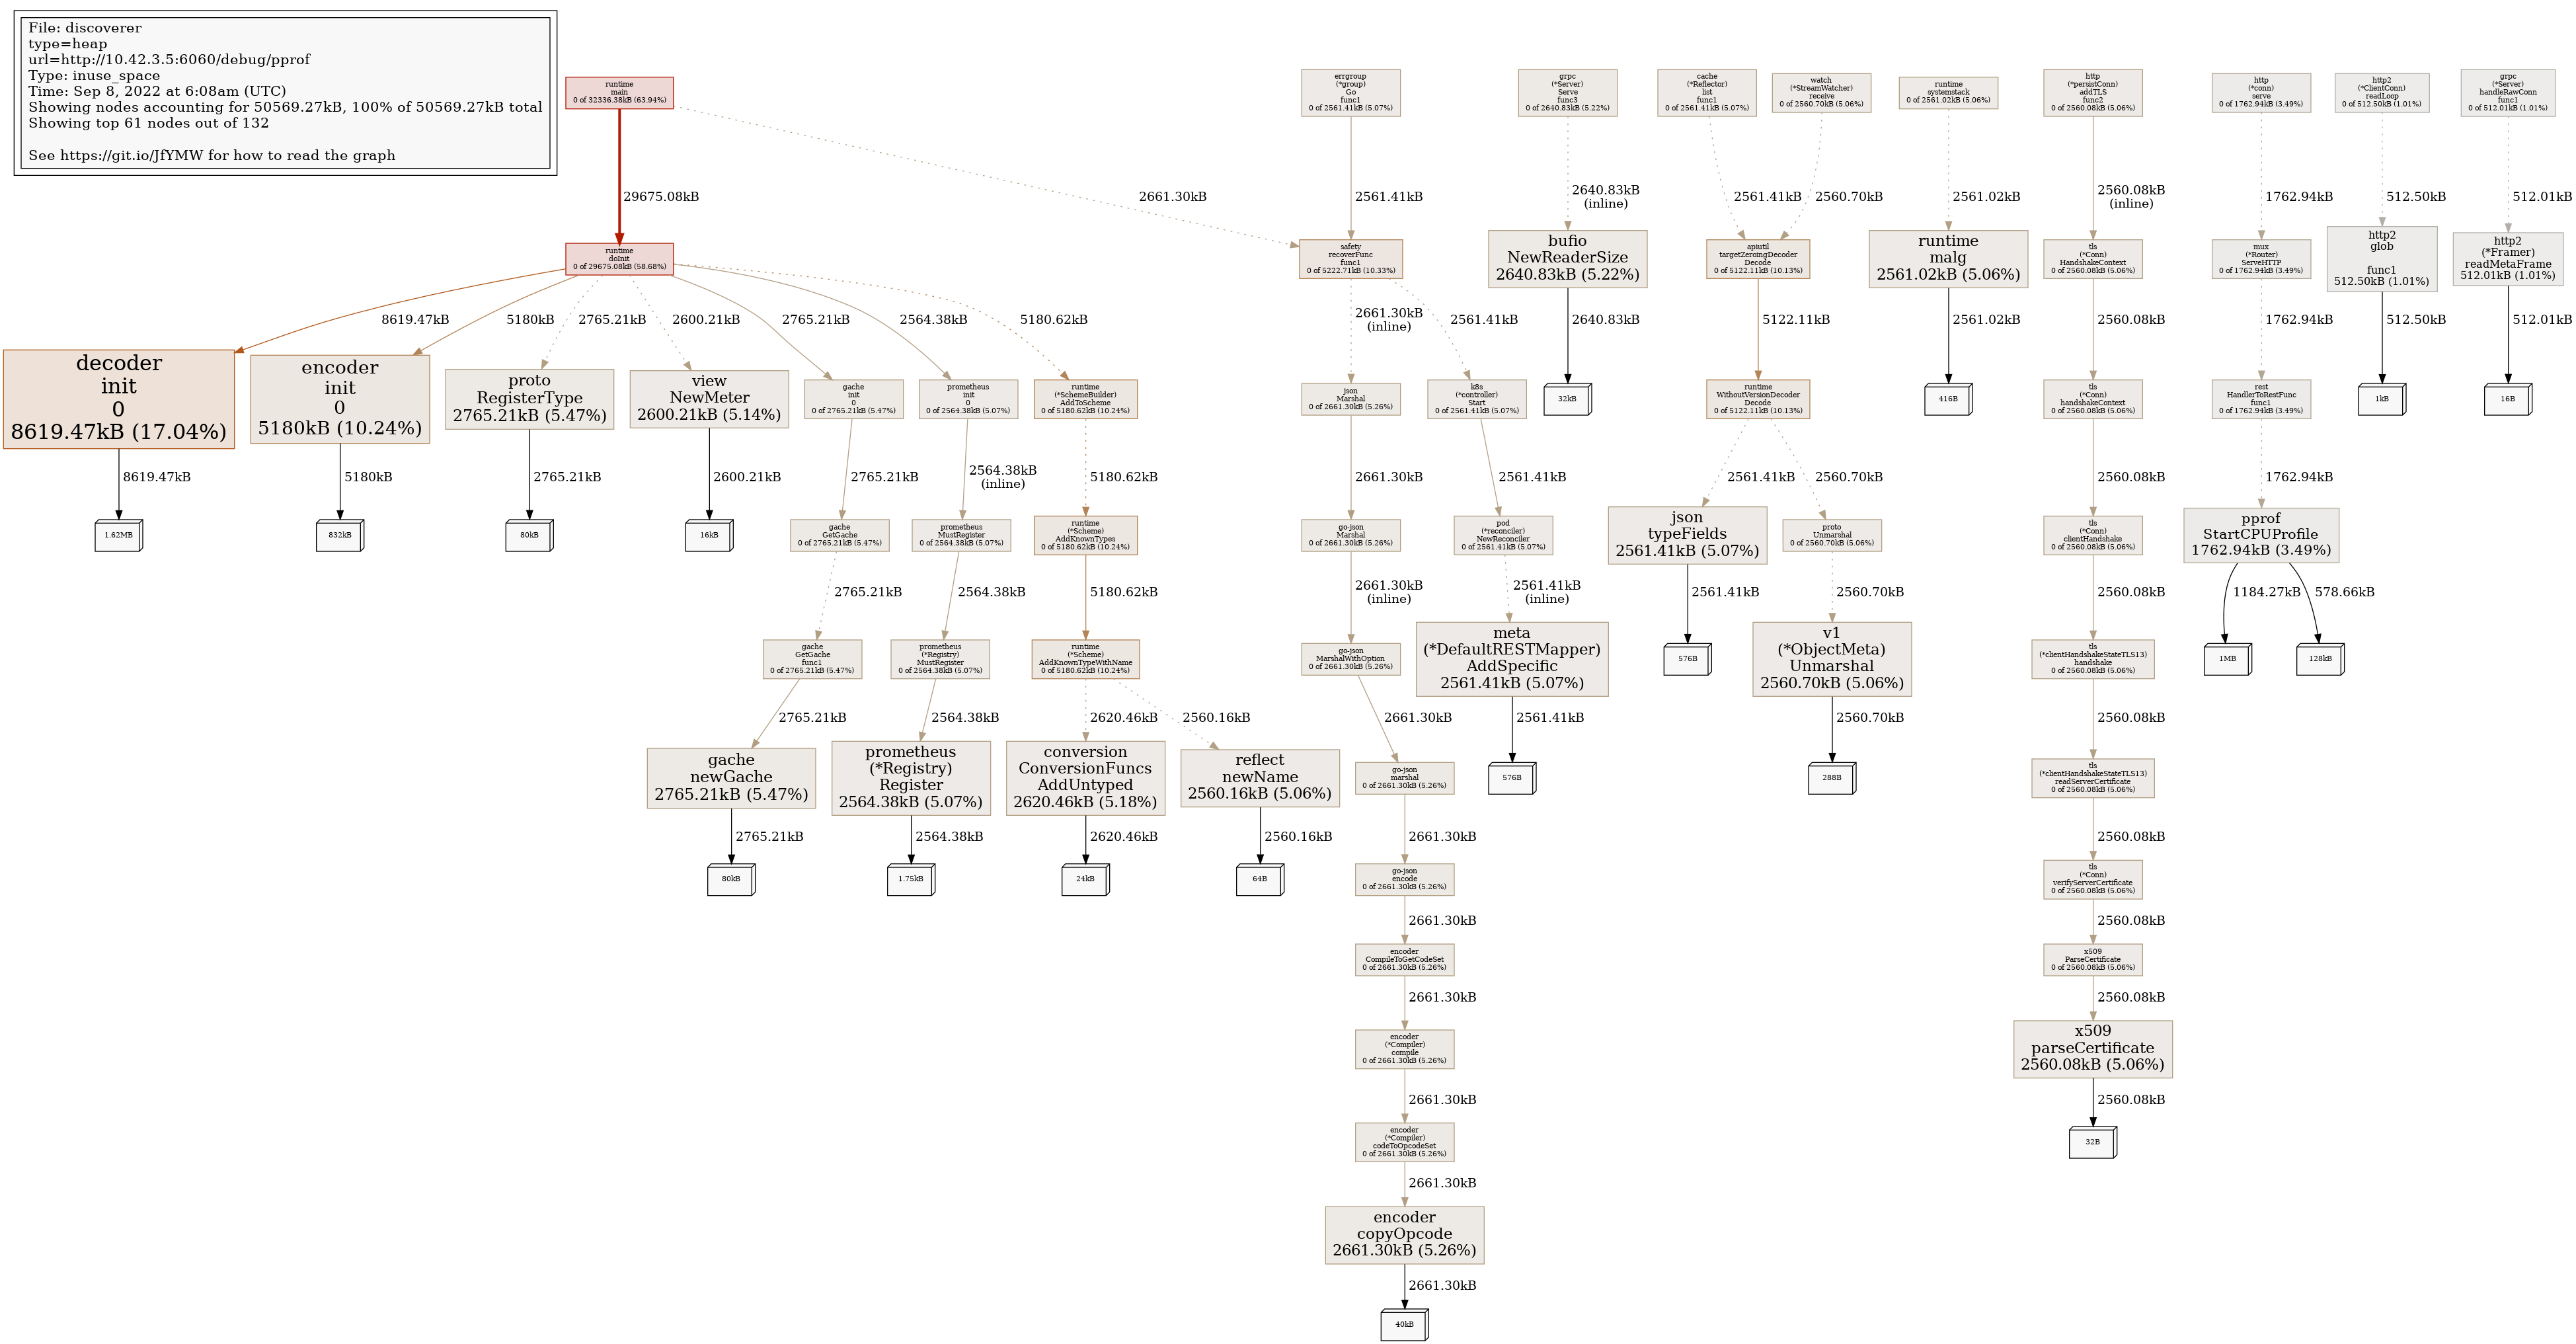 File: discoverer
type=heap
url=http://10.42.3.5:6060/debug/pprof
Type: inuse_space
Time: Sep 8, 2022 at 6:08am (UTC)
Showing nodes accounting for 50569.27kB, 100% of 50569.27kB total
Showing top 61 nodes out of 132
See https://git.io/JfYMW for how to read the graph
runtime
main
0 of 32336.38kB (63.94%)
errgroup
(*group)
Go
func1
0 of 2561.41kB (5.07%)
grpc
(*Server)
Serve
func3
0 of 2640.83kB (5.22%)
cache
(*Reflector)
list
func1
0 of 2561.41kB (5.07%)
watch
(*StreamWatcher)
receive
0 of 2560.70kB (5.06%)
runtime
systemstack
0 of 2561.02kB (5.06%)
http
(*persistConn)
addTLS
func2
0 of 2560.08kB (5.06%)
http
(*conn)
serve
0 of 1762.94kB (3.49%)
http2
(*ClientConn)
readLoop
0 of 512.50kB (1.01%)
grpc
(*Server)
handleRawConn
func1
0 of 512.01kB (1.01%)
29675.08kB
2661.30kB
2561.41kB
2640.83kB
(inline)
2561.41kB
2560.70kB
2561.02kB
2560.08kB
(inline)
1762.94kB
512.50kB
512.01kB
runtime
doInit
0 of 29675.08kB (58.68%)
safety
recoverFunc
func1
0 of 5222.71kB (10.33%)
bufio
NewReaderSize
2640.83kB (5.22%)
apiutil
targetZeroingDecoder
Decode
0 of 5122.11kB (10.13%)
runtime
malg
2561.02kB (5.06%)
tls
(*Conn)
HandshakeContext
0 of 2560.08kB (5.06%)
mux
(*Router)
ServeHTTP
0 of 1762.94kB (3.49%)
http2
glob
func1
512.50kB (1.01%)
http2
(*Framer)
readMetaFrame
512.01kB (1.01%)
8619.47kB
5180kB
2765.21kB
2600.21kB
2765.21kB
2564.38kB
5180.62kB
2661.30kB
(inline)
2561.41kB
2640.83kB
5122.11kB
2561.02kB
2560.08kB
1762.94kB
512.50kB
512.01kB
decoder
init
0
8619.47kB (17.04%)
encoder
init
0
5180kB (10.24%)
proto
RegisterType
2765.21kB (5.47%)
view
NewMeter
2600.21kB (5.14%)
gache
init
0
0 of 2765.21kB (5.47%)
prometheus
init
0
0 of 2564.38kB (5.07%)
runtime
(*SchemeBuilder)
AddToScheme
0 of 5180.62kB (10.24%)
json
Marshal
0 of 2661.30kB (5.26%)
k8s
(*controller)
Start
0 of 2561.41kB (5.07%)
32kB
runtime
WithoutVersionDecoder
Decode
0 of 5122.11kB (10.13%)
416B
tls
(*Conn)
handshakeContext
0 of 2560.08kB (5.06%)
rest
HandlerToRestFunc
func1
0 of 1762.94kB (3.49%)
1kB
16B
8619.47kB
5180kB
2765.21kB
2600.21kB
2765.21kB
2564.38kB
(inline)
5180.62kB
2661.30kB
2561.41kB
2561.41kB
2560.70kB
2560.08kB
1762.94kB
1.62MB
832kB
80kB
16kB
gache
GetGache
0 of 2765.21kB (5.47%)
prometheus
MustRegister
0 of 2564.38kB (5.07%)
runtime
(*Scheme)
AddKnownTypes
0 of 5180.62kB (10.24%)
go-json
Marshal
0 of 2661.30kB (5.26%)
pod
(*reconciler)
NewReconciler
0 of 2561.41kB (5.07%)
json
typeFields
2561.41kB (5.07%)
proto
Unmarshal
0 of 2560.70kB (5.06%)
tls
(*Conn)
clientHandshake
0 of 2560.08kB (5.06%)
pprof
StartCPUProfile
1762.94kB (3.49%)
2765.21kB
2564.38kB
5180.62kB
2661.30kB
(inline)
2561.41kB
(inline)
2561.41kB
2560.70kB
2560.08kB
1184.27kB
578.66kB
gache
GetGache
func1
0 of 2765.21kB (5.47%)
prometheus
(*Registry)
MustRegister
0 of 2564.38kB (5.07%)
runtime
(*Scheme)
AddKnownTypeWithName
0 of 5180.62kB (10.24%)
go-json
MarshalWithOption
0 of 2661.30kB (5.26%)
meta
(*DefaultRESTMapper)
AddSpecific
2561.41kB (5.07%)
576B
v1
(*ObjectMeta)
Unmarshal
2560.70kB (5.06%)
tls
(*clientHandshakeStateTLS13)
handshake
0 of 2560.08kB (5.06%)
1MB
128kB
2765.21kB
2564.38kB
2620.46kB
2560.16kB
2661.30kB
2561.41kB
2560.70kB
2560.08kB
gache
newGache
2765.21kB (5.47%)
prometheus
(*Registry)
Register
2564.38kB (5.07%)
conversion
ConversionFuncs
AddUntyped
2620.46kB (5.18%)
reflect
newName
2560.16kB (5.06%)
go-json
marshal
0 of 2661.30kB (5.26%)
576B
288B
tls
(*clientHandshakeStateTLS13)
readServerCertificate
0 of 2560.08kB (5.06%)
2765.21kB
2564.38kB
2620.46kB
2560.16kB
2661.30kB
2560.08kB
80kB
1.75kB
24kB
64B
go-json
encode
0 of 2661.30kB (5.26%)
tls
(*Conn)
verifyServerCertificate
0 of 2560.08kB (5.06%)
2661.30kB
2560.08kB
encoder
CompileToGetCodeSet
0 of 2661.30kB (5.26%)
x509
ParseCertificate
0 of 2560.08kB (5.06%)
2661.30kB
2560.08kB
encoder
(*Compiler)
compile
0 of 2661.30kB (5.26%)
x509
parseCertificate
2560.08kB (5.06%)
2661.30kB
2560.08kB
encoder
(*Compiler)
codeToOpcodeSet
0 of 2661.30kB (5.26%)
32B
2661.30kB
encoder
copyOpcode
2661.30kB (5.26%)
2661.30kB
40kB